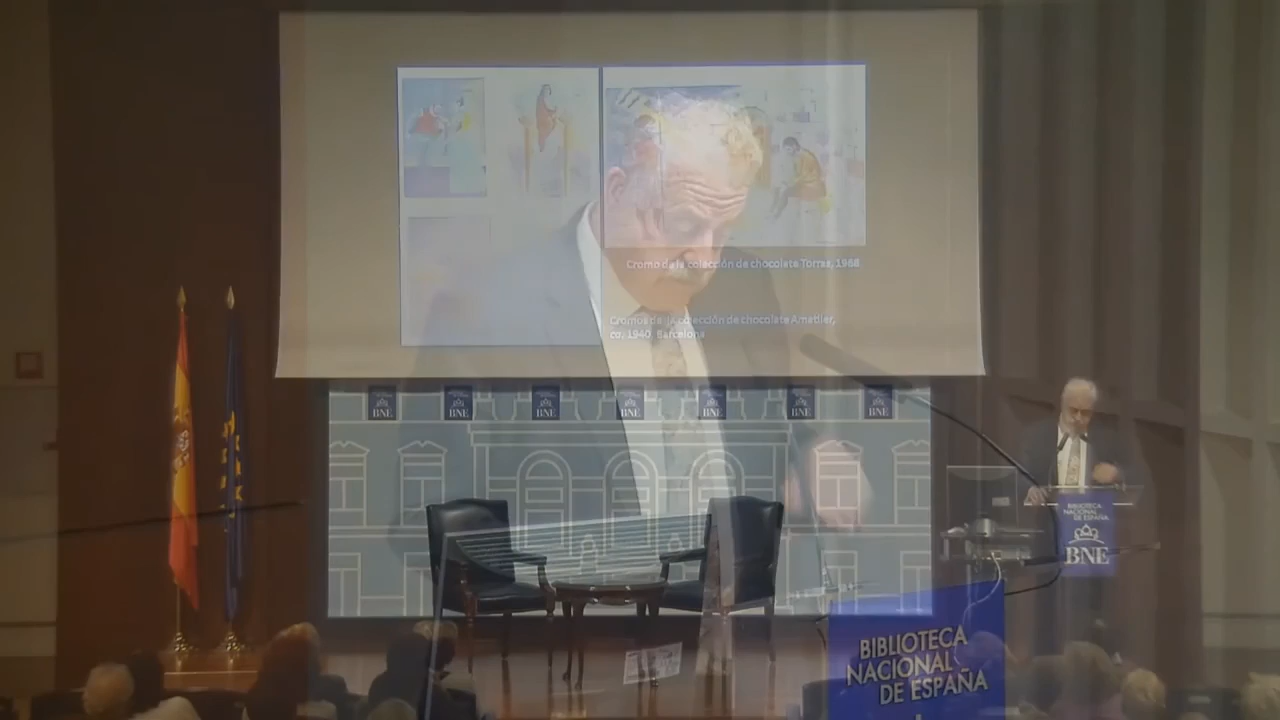 Cromo de la colección de chocolate Torras, 1968
Cromos de la colección de chocolate Amatller,
ca. 1940 Barcelona
BNE
BNE
BNE
BNE
BNE
BNE
BNE
BIBLIOTECA
NACIONAL
DE ESPAÑA
BNE
BIBLIOTECA
NACIONAL
DE ESPAÑA